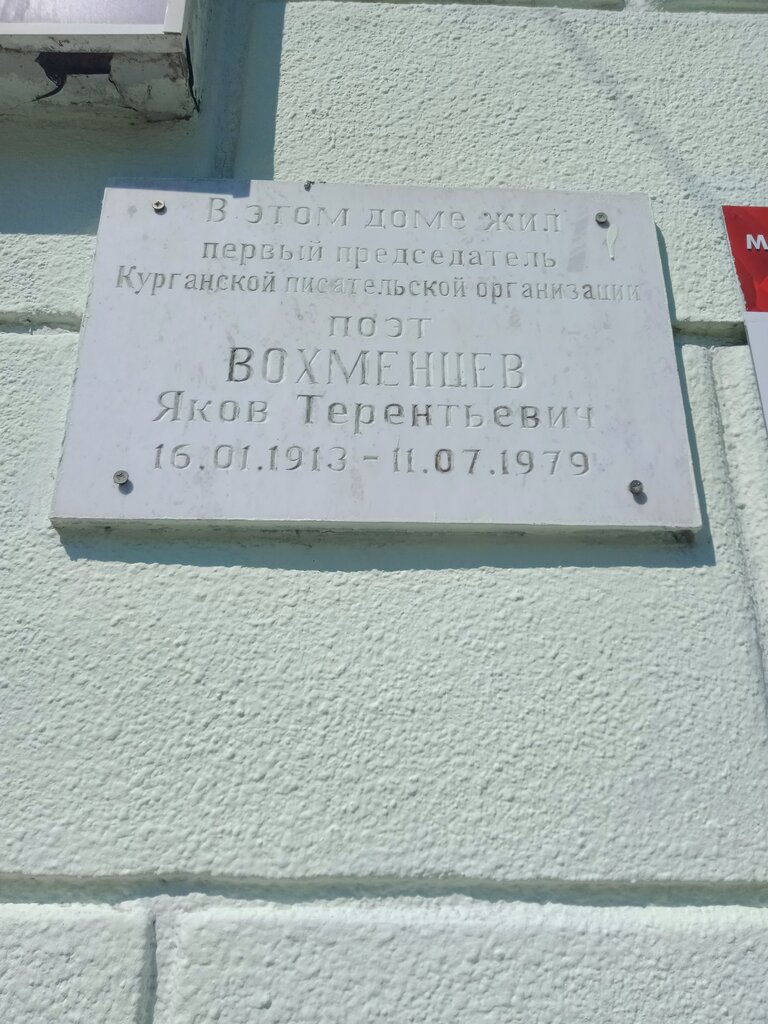 В этом доме жил
первый председатель
Курганской писательской организации
поэт
ВОХМЕНЦЕВ
Яков Терентьевич
16.01.1913 - 11.07.1979
М